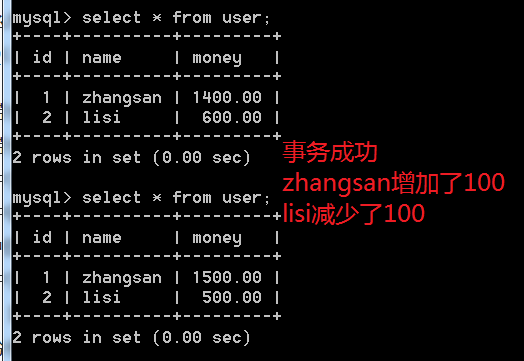 mysql> select * from user;
+----+----------+---------+
| id | name     | money   |
+----+----------+---------+
|  1 | zhangsan | 1400.00 |
|  2 | lisi     |  600.00 |
+----+----------+---------+
2 rows in set (0.00 sec)
事务成功
zhangsan增加了100
lisi减少了100
mysql> select * from user;
+----+----------+---------+
| id | name     | money   |
+----+----------+---------+
|  1 | zhangsan | 1500.00 |
|  2 | lisi     |  500.00 |
+----+----------+---------+
2 rows in set (0.00 sec)